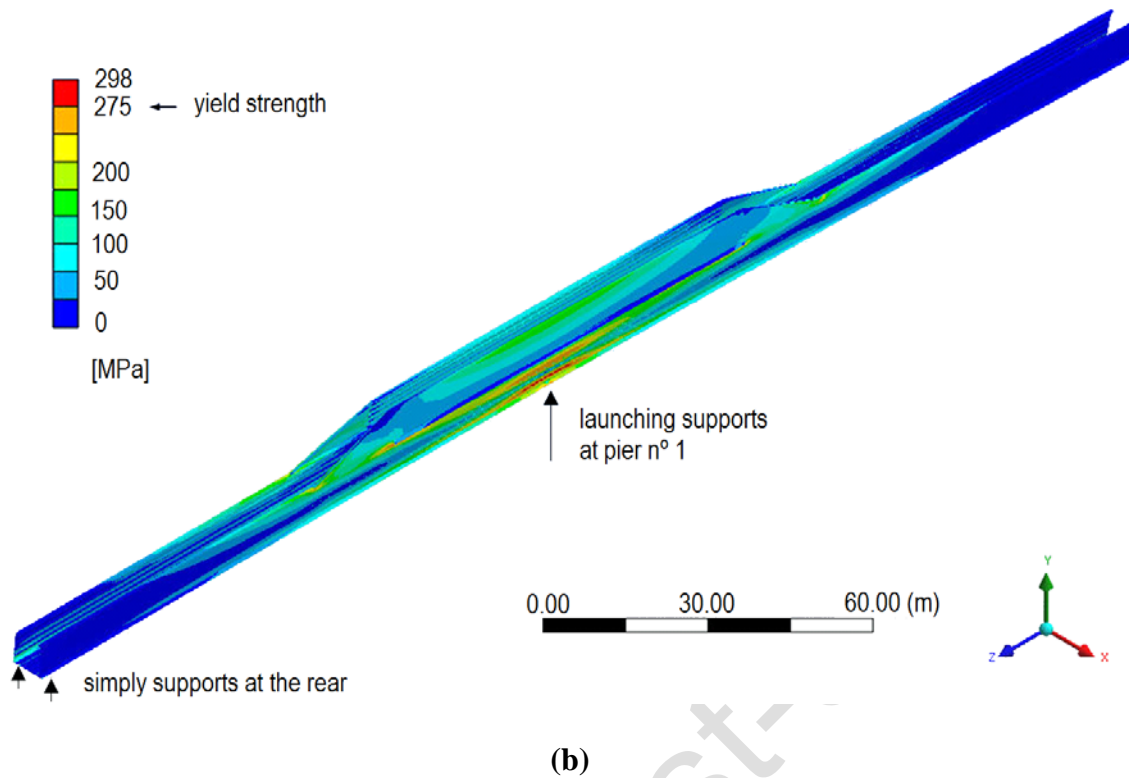 298
275
yield strength
200
150
100
50
0
[MPa]
launching supports
at pier nº 1
0.00 30.00 60.00 (m)
Y
Z X
simply supports at the rear
(b)